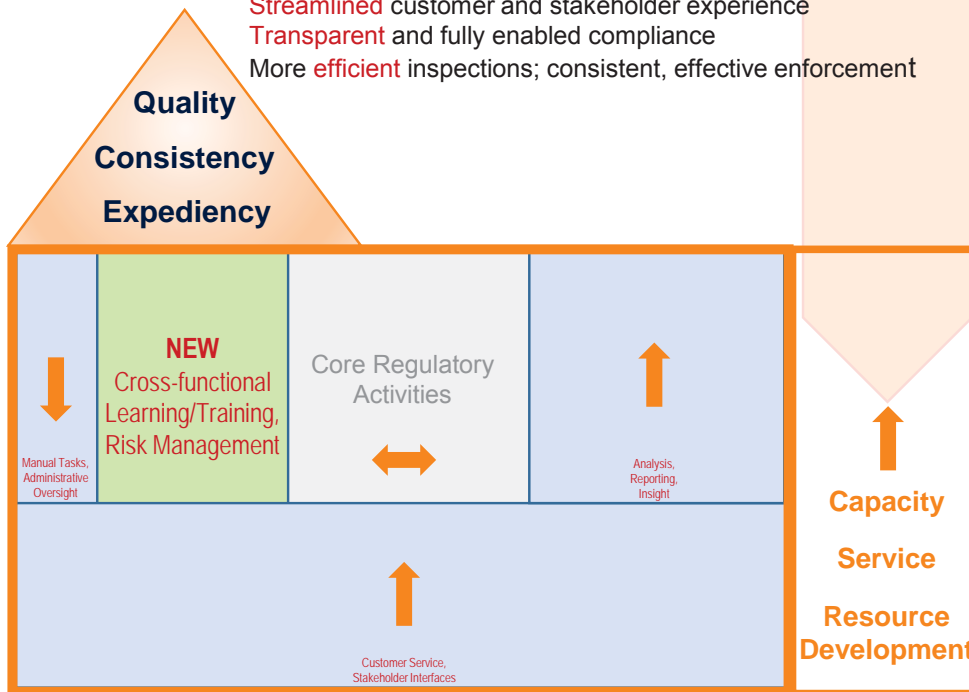 Streamlined customer and stakeholder experience
Transparent and fully enabled compliance
More efficient inspections; consistent, effective enforcement
Quality
Consistency
Expediency
NEW
Cross-functional
Learning/Training,
Risk Management
Core Regulatory
Activities
Manual Tasks,
Administrative
Oversight
Analysis,
Reporting,
Insight
Capacity
Service
Resource
Development
Customer Service,
Stakeholder Interfaces